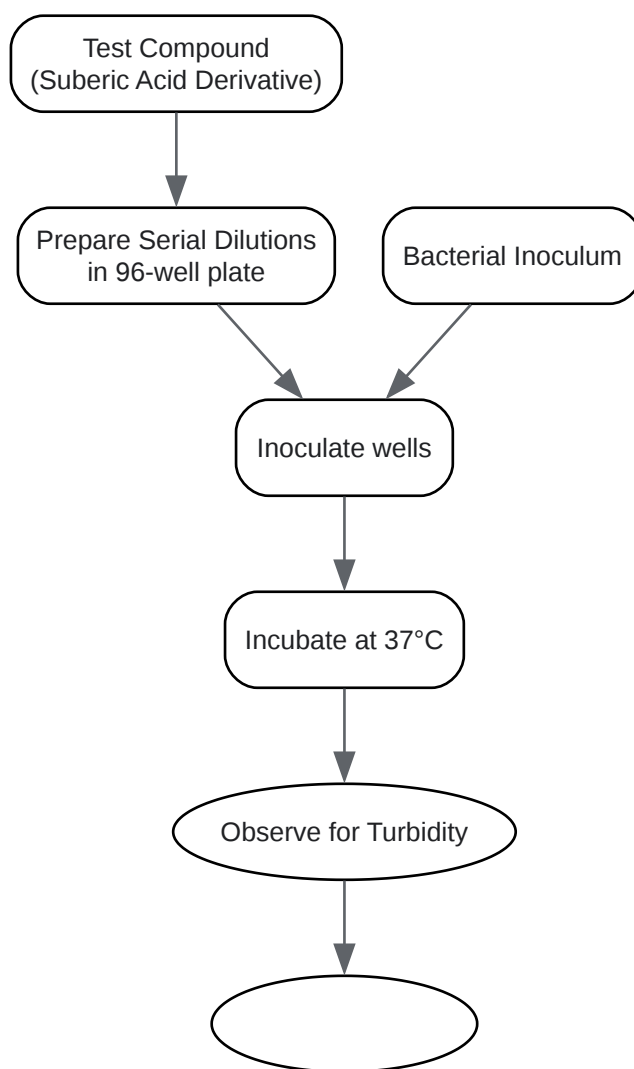 Test Compound
(Suberic Acid Derivative)
Prepare Serial Dilutions
in 96-well plate
Bacterial Inoculum
Inoculate wells
Incubate at 37°C
Observe for Turbidity